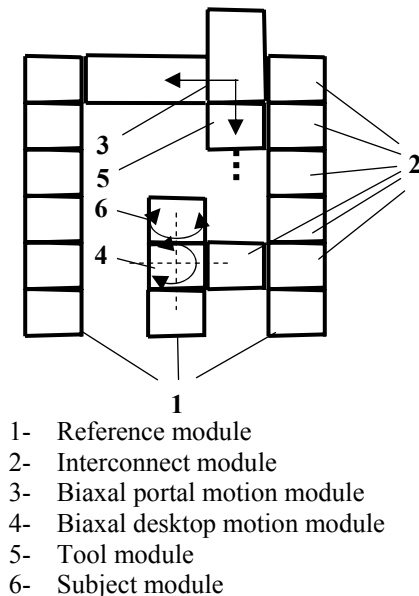 3
5
2
6
4
1
1- Reference module
2- Interconnect module
3- Biaxal portal motion module
4- Biaxal desktop motion module
5- Tool module
6- Subject module